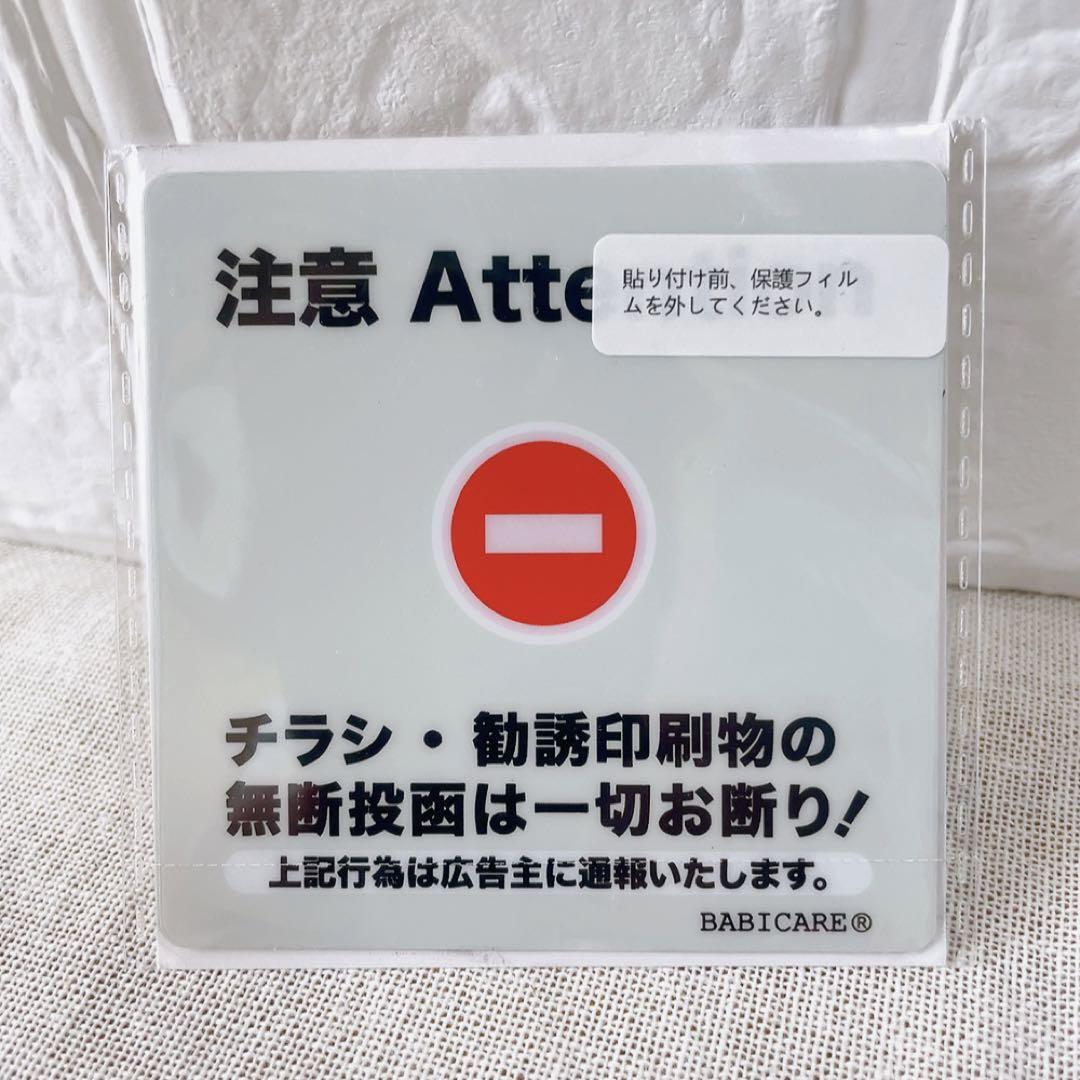 注意 Attention
貼り付け前、保護フィル
ムを外してください。
チラシ・勧誘印刷物の
無断投函は一切お断り!
上記行為は広告主に通報いたします。
BABICARE®